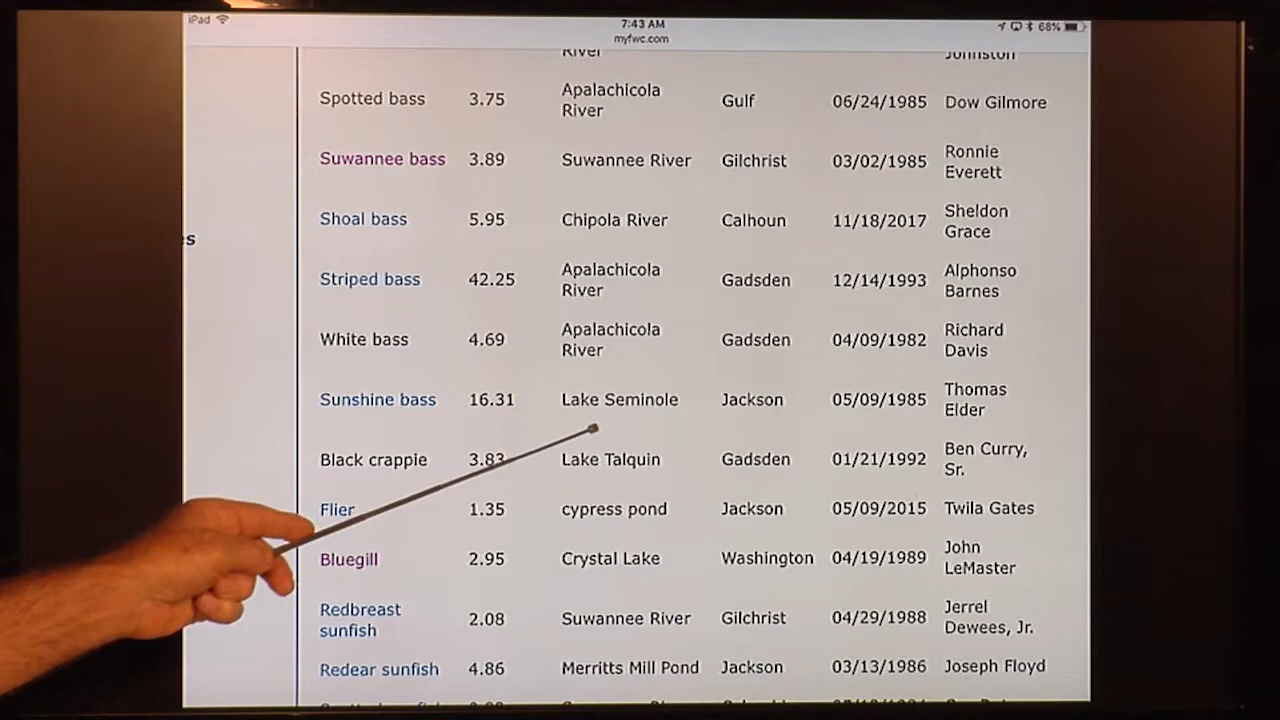 iPad 7:43 AM 68%
myfwc.com
River Johnston
Spotted bass 3.75 Apalachicola River Gulf 06/24/1985 Dow Gilmore
Suwannee bass 3.89 Suwannee River Gilchrist 03/02/1985 Ronnie Everett
es
Shoal bass 5.95 Chipola River Calhoun 11/18/2017 Sheldon Grace
Striped bass 42.25 Apalachicola River Gadsden 12/14/1993 Alphonso Barnes
White bass 4.69 Apalachicola River Gadsden 04/09/1982 Richard Davis
Sunshine bass 16.31 Lake Seminole Jackson 05/09/1985 Thomas Elder
Black crappie 3.83 Lake Talquin Gadsden 01/21/1992 Ben Curry, Sr.
Flier 1.35 cypress pond Jackson 05/09/2015 Twila Gates
Bluegill 2.95 Crystal Lake Washington 04/19/1989 John LeMaster
Redbreast sunfish 2.08 Suwannee River Gilchrist 04/29/1988 Jerrel Dewees, Jr.
Redear sunfish 4.86 Merritts Mill Pond Jackson 03/13/1986 Joseph Floyd